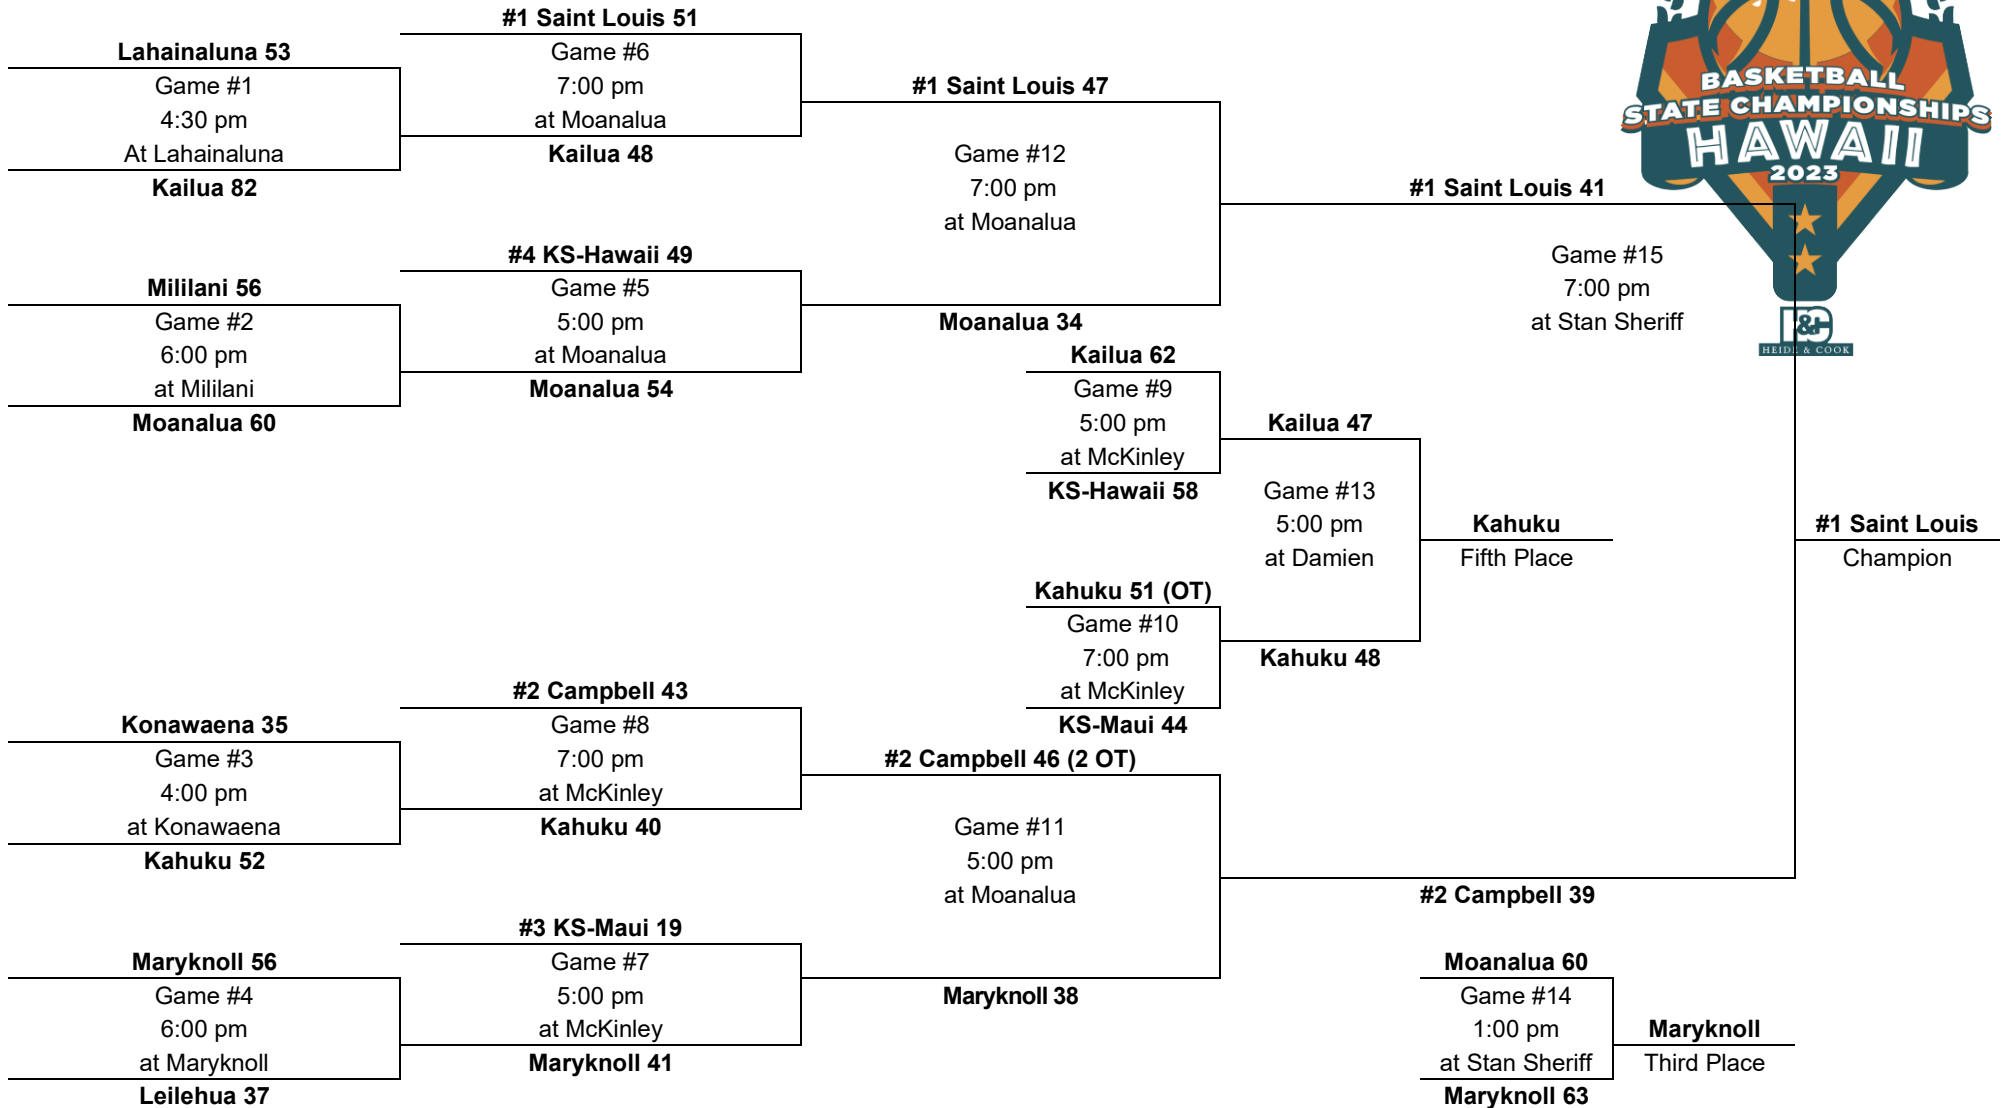 #1 Saint Louis 51
Lahainaluna 53
Game #1
4:30 pm
At Lahainaluna
Kailua 82
Game #6
7:00 pm
at Moanalua
Kailua 48
#1 Saint Louis 47
Game #12
7:00 pm
at Moanalua
BASKETBALL
STATE CHAMPIONSHIPS
HAWAII
2023
HEIDE & COOK
#1 Saint Louis 41
Game #15
7:00 pm
at Stan Sheriff
#4 KS-Hawaii 49
Mililani 56
Game #2
6:00 pm
at Mililani
Moanalua 60
Game #5
5:00 pm
at Moanalua
Moanalua 54
Moanalua 34
Kailua 62
Game #9
5:00 pm
at McKinley
KS-Hawaii 58
Kailua 47
Game #13
5:00 pm
at Damien
Kahuku
Fifth Place
#1 Saint Louis
Champion
Kahuku 51 (OT)
Game #10
7:00 pm
at McKinley
KS-Maui 44
Kahuku 48
#2 Campbell 43
Konawaena 35
Game #3
4:00 pm
at Konawaena
Kahuku 52
Game #8
7:00 pm
at McKinley
Kahuku 40
#2 Campbell 46 (2 OT)
Game #11
5:00 pm
at Moanalua
#2 Campbell 39
#3 KS-Maui 19
Maryknoll 56
Game #4
6:00 pm
at Maryknoll
Leilehua 37
Game #7
5:00 pm
at McKinley
Maryknoll 41
Maryknoll 38
Moanalua 60
Game #14
1:00 pm
at Stan Sheriff
Maryknoll 63
Maryknoll
Third Place